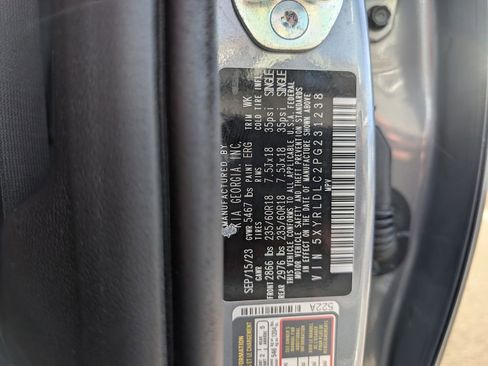 MANUFACTURED BY
KIA GEORGIA, INC.
SEP/15/23 GVWR 5467 lbs PAINT ERG TRIM WK
GAWR TIRES RIMS COLD TIRE INFL.
FRONT 2866 lbs 235/60R18 7.5Jx18 35psi SINGLE
REAR 2976 lbs 235/60R18 7.5Jx18 35psi SINGLE
THIS VEHICLE CONFORMS TO ALL APPLICABLE U.S.A. FEDERAL
MOTOR VEHICLE SAFETY AND THEFT PREVENTION STANDARDS
IN EFFECT ON THE DATE OF MANUFACTURE SHOWN ABOVE.
VIN 5XYRLDLC2PG231238
MPV
522A